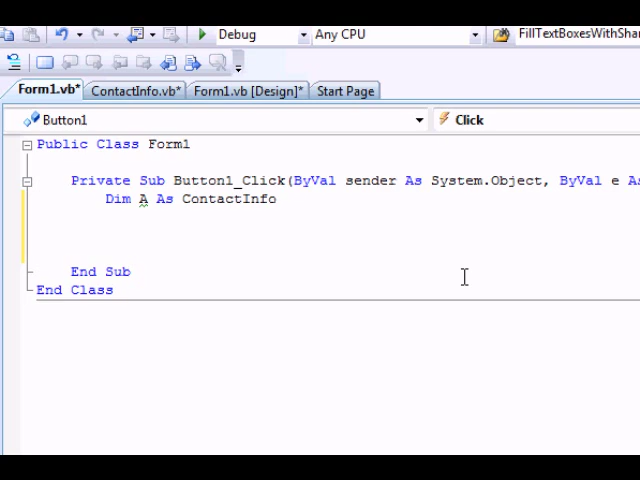 Debug Any CPU FillTextBoxesWithShar
Form1.vb* ContactInfo.vb* Form1.vb [Design]* Start Page
Button1 Click
Public Class Form1
Private Sub Button1_Click(ByVal sender As System.Object, ByVal e As
Dim A As ContactInfo
End Sub
End Class